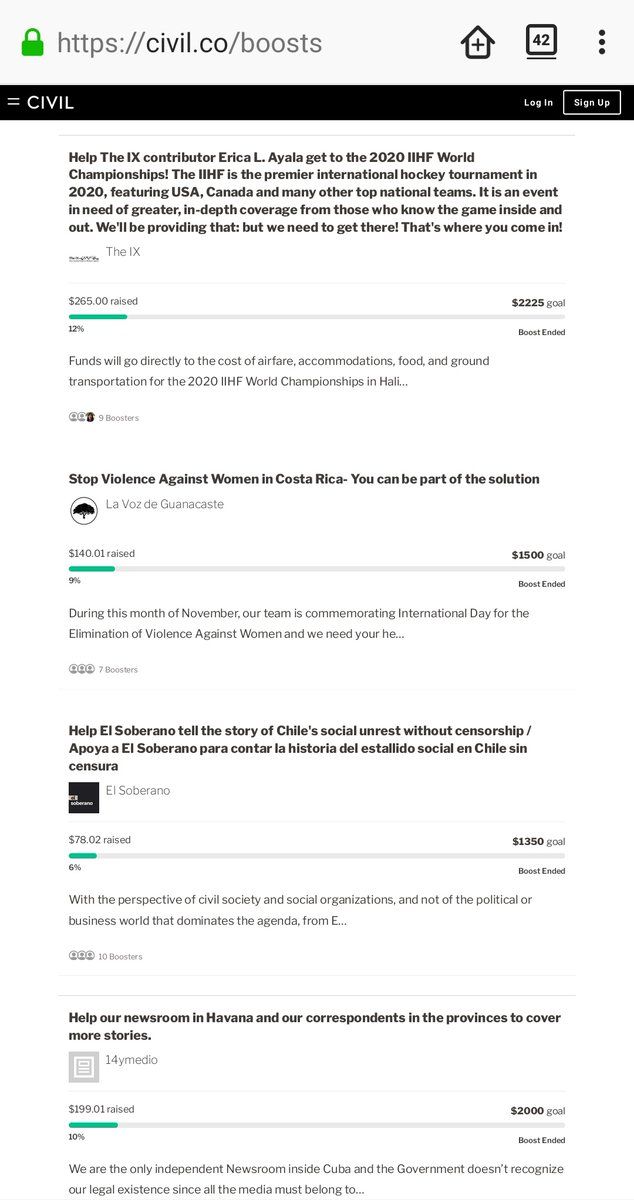 https://civil.co/boosts
42
CIVIL
Log In
Sign Up
Help The IX contributor Erica L. Ayala get to the 2020 IIHF World
Championships! The IIHF is the premier international hockey tournament in
2020, featuring USA, Canada and many other top national teams. It is an event
in need of greater, in-depth coverage from those who know the game inside and
out. We'll be providing that: but we need to get there! That's where you come in!
The IX
$265.00 raised
$2225 goal
12%
Boost Ended
Funds will go directly to the cost of airfare, accommodations, food, and ground
transportation for the 2020 IIHF World Championships in Hali...
9 Boosters
Stop Violence Against Women in Costa Rica- You can be part of the solution
La Voz de Guanacaste
$140.01 raised
$1500 goal
9%
Boost Ended
During this month of November, our team is commemorating International Day for the
Elimination of Violence Against Women and we need your he...
7 Boosters
Help El Soberano tell the story of Chile's social unrest without censorship /
Apoya a El Soberano para contar la historia del estallido social en Chile sin
censura
el
soberano
El Soberano
$78.02 raised
$1350 goal
6%
Boost Ended
With the perspective of civil society and social organizations, and not of the political or
business world that dominates the agenda, from E...
10 Boosters
Help our newsroom in Havana and our correspondents in the provinces to cover
more stories.
14ymedio
$199.01 raised
$2000 goal
10%
Boost Ended
We are the only independent Newsroom inside Cuba and the Government doesn't recognize
our legal existence since all the media must belong to...